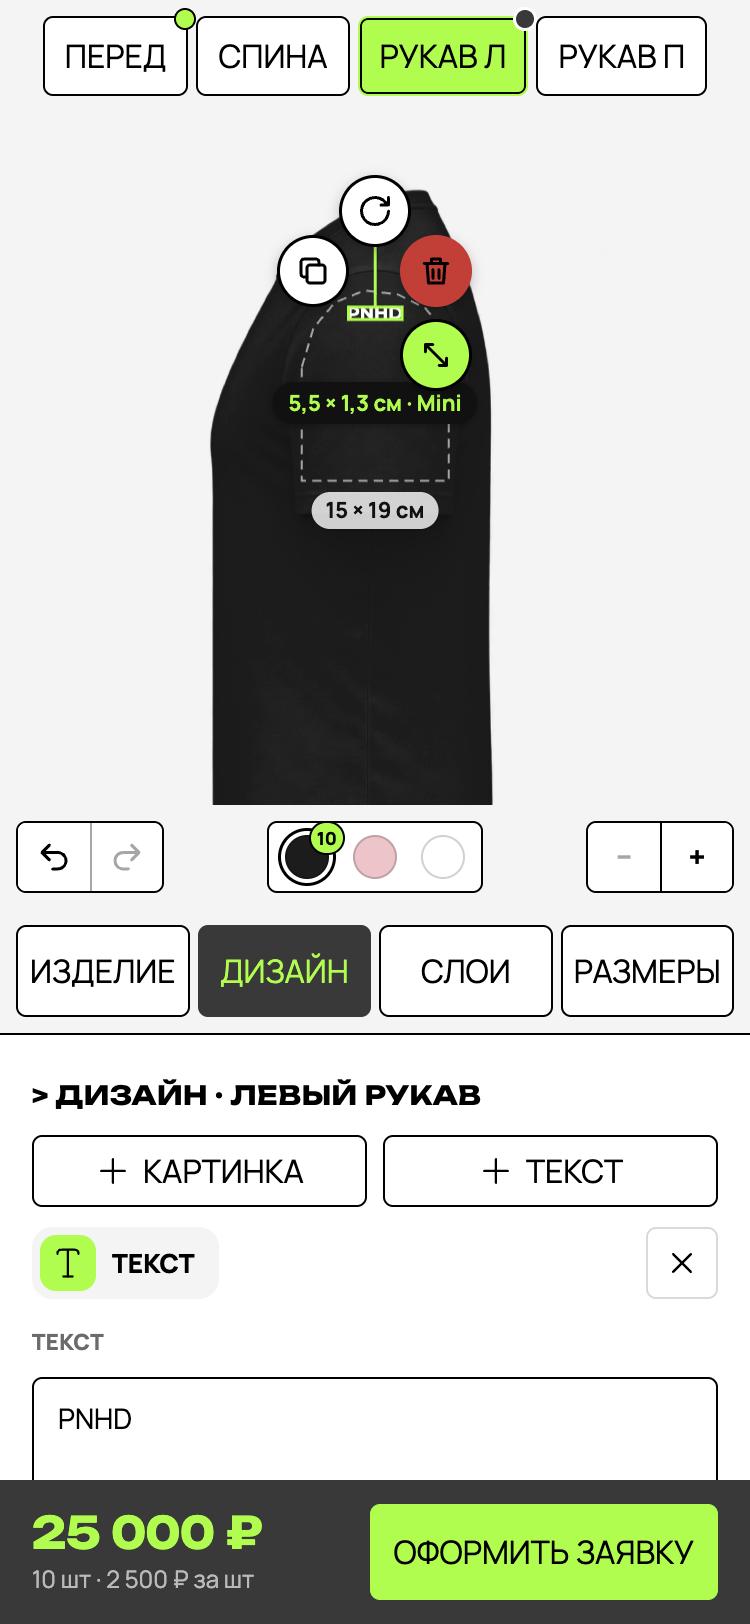 ПЕРЕД СПИНА РУКАВ Л РУКАВ П
PNHD
5,5 × 1,3 см · Mini
15 × 19 см
10
ИЗДЕЛИЕ ДИЗАЙН СЛОИ РАЗМЕРЫ
> ДИЗАЙН · ЛЕВЫЙ РУКАВ
+ КАРТИНКА + ТЕКСТ
T ТЕКСТ
ТЕКСТ
PNHD
25 000 ₽
10 шт · 2 500 ₽ за шт
ОФОРМИТЬ ЗАЯВКУ